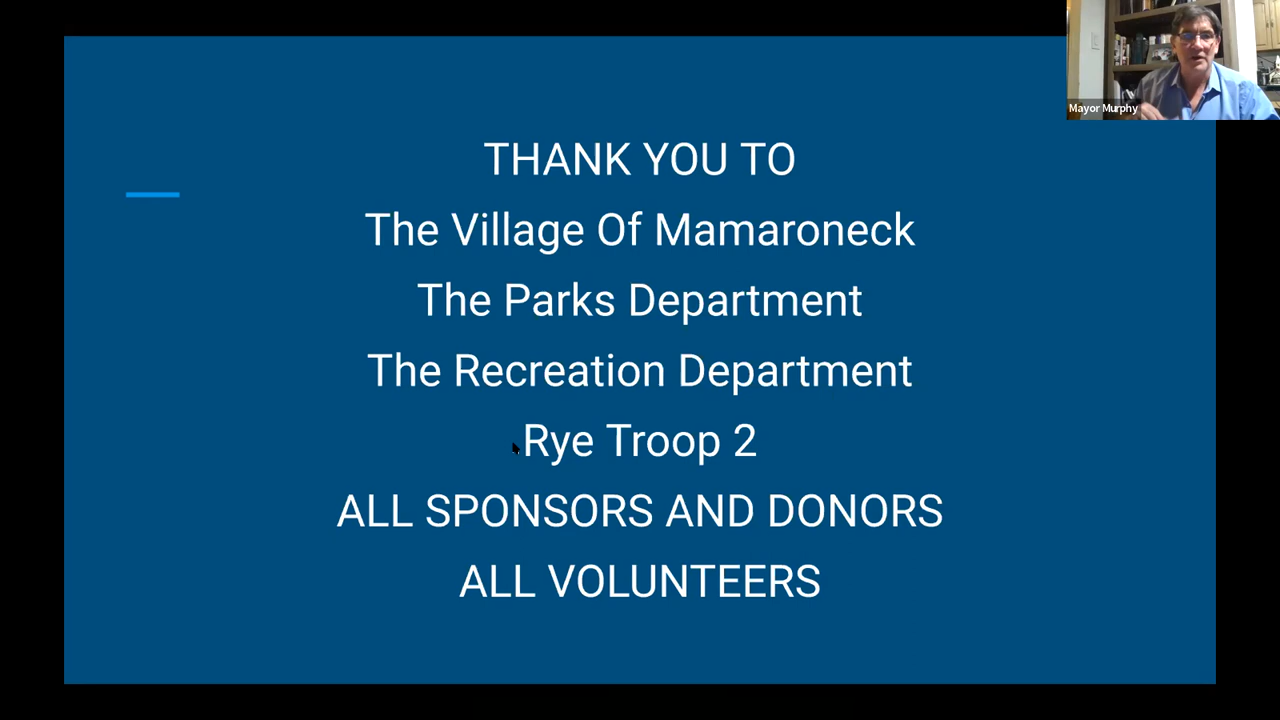 Mayor Murphy
THANK YOU TO
The Village Of Mamaroneck
The Parks Department
The Recreation Department
Rye Troop 2
ALL SPONSORS AND DONORS
ALL VOLUNTEERS